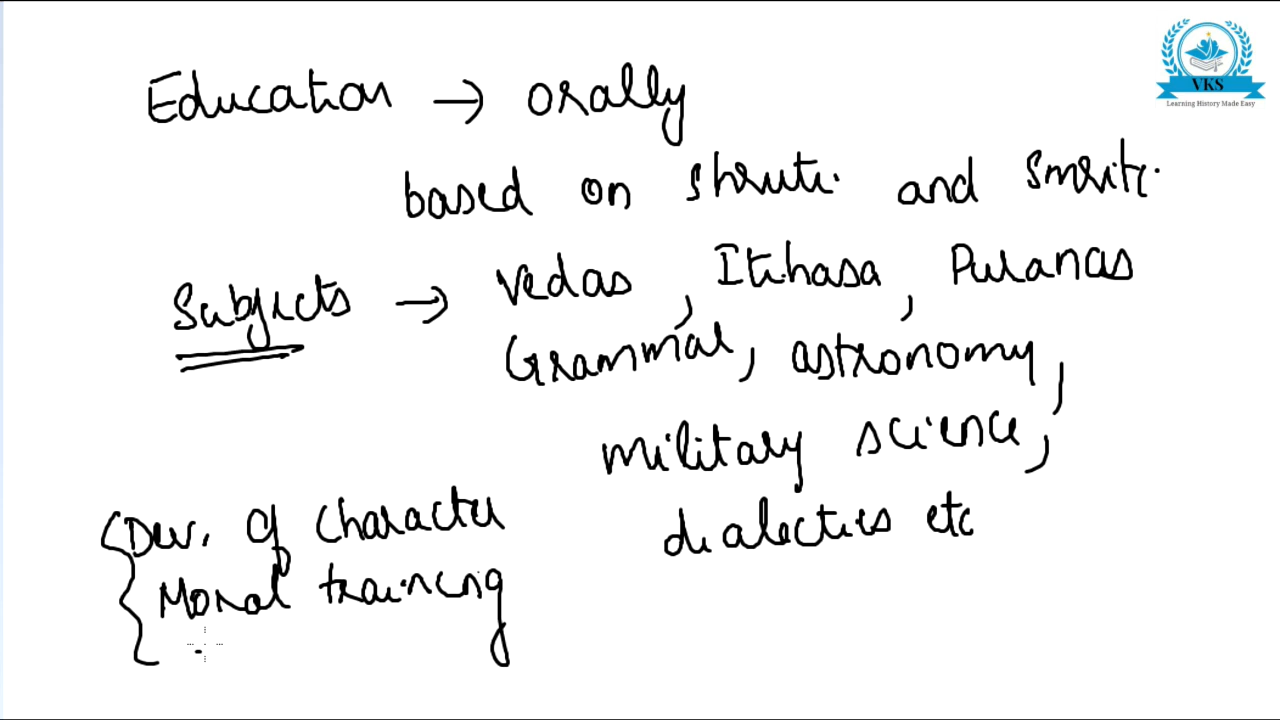 VKS
Learning History Made Easy
Education → orally
based on Shruti and Smriti
Subjects → Vedas, Itihasa, Puranas
Grammar, astronomy,
military science,
dialectics etc
Dev. of Character
Moral training